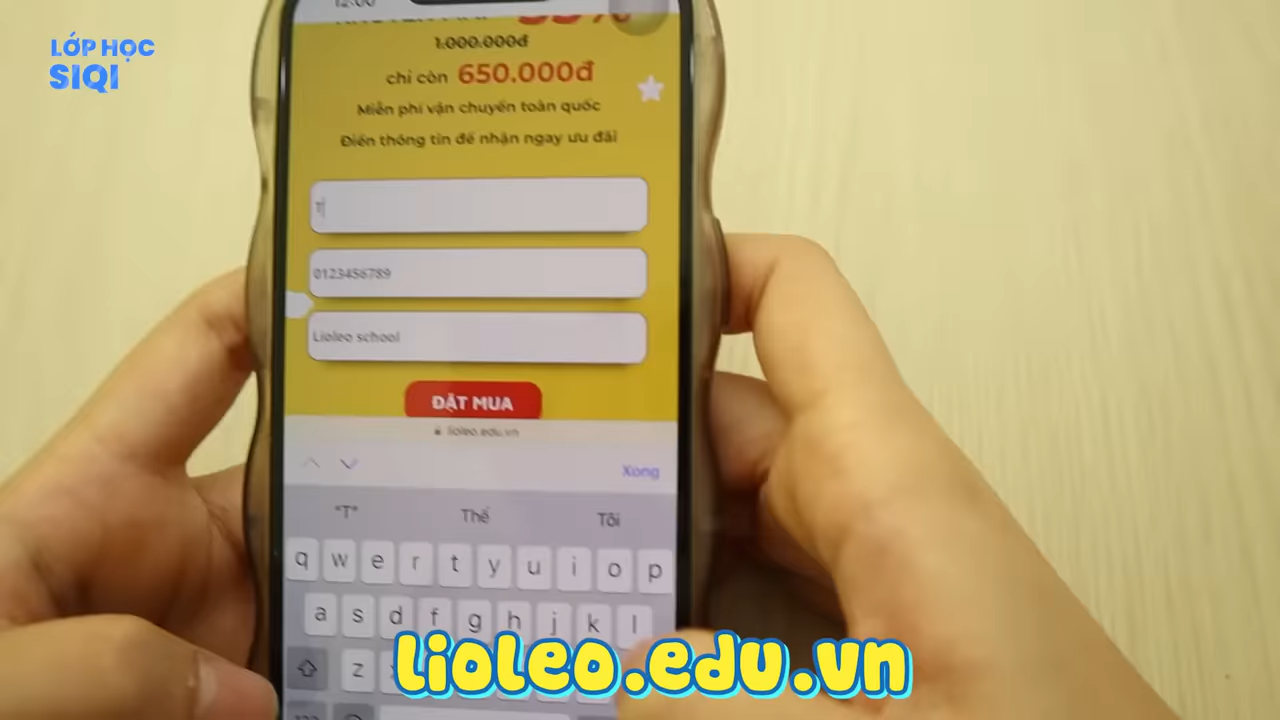 LỚP HỌC
SIQI
12:00
1.000.000đ
chỉ còn 650.000đ
Miễn phí vận chuyển toàn quốc
Điền thông tin để nhận ngay ưu đãi
T
0123456789
Lioleo school
ĐẶT MUA
lioleo.edu.vn
Xong
"T" Thế Tôi
q w e r t y u i o p
a s d f g h j k l
z
lioleo.edu.vn